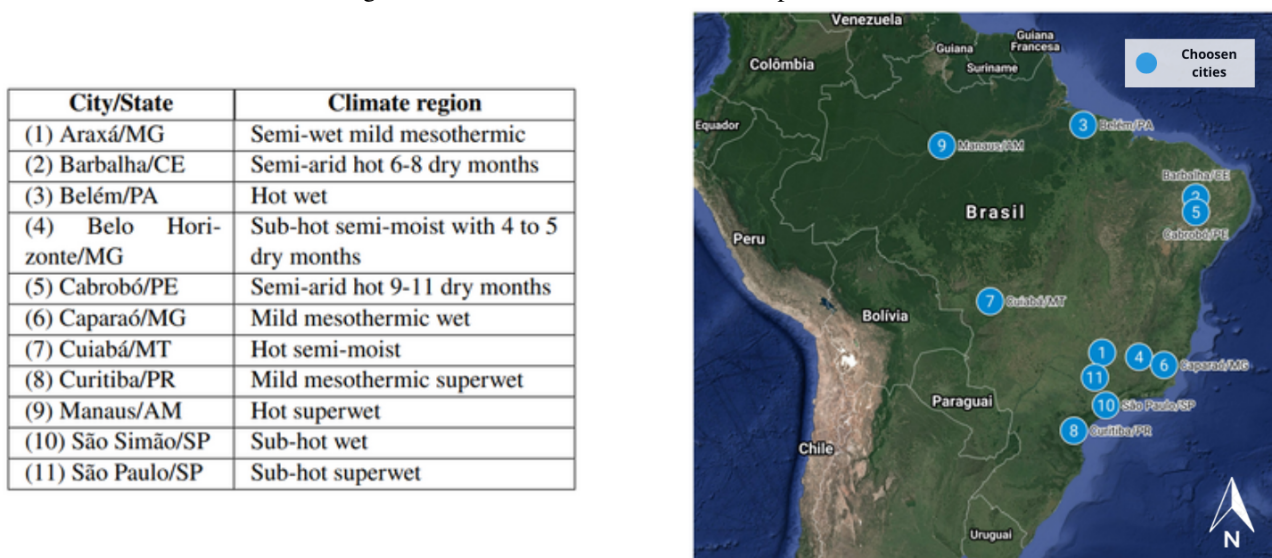 City/State Climate region
(1) Araxá/MG Semi-wet mild mesothermic
(2) Barbalha/CE Semi-arid hot 6-8 dry months
(3) Belém/PA Hot wet
(4) Belo Hori-
zonte/MG
Sub-hot semi-moist with 4 to 5
dry months
(5) Cabrobó/PE Semi-arid hot 9-11 dry months
(6) Caparaó/MG Mild mesothermic wet
(7) Cuiabá/MT Hot semi-moist
(8) Curitiba/PR Mild mesothermic superwet
(9) Manaus/AM Hot superwet
(10) São Simão/SP Sub-hot wet
(11) São Paulo/SP Sub-hot superwet
Venezuela
Guiana
Guiana
Francesa
Suriname
Colômbia
Choosen
cities
Equador
3 Belém/PA
9 Manaus/AM
Barbalha/CE
2
5
Cabrobó/PE
Brasil
Peru
7 Cuiabá/MT
Bolívia
1
4
6 Caparaó/MG
11
10 São Paulo/SP
Paraguai
8 Curitiba/PR
Chile
Uruguai
N